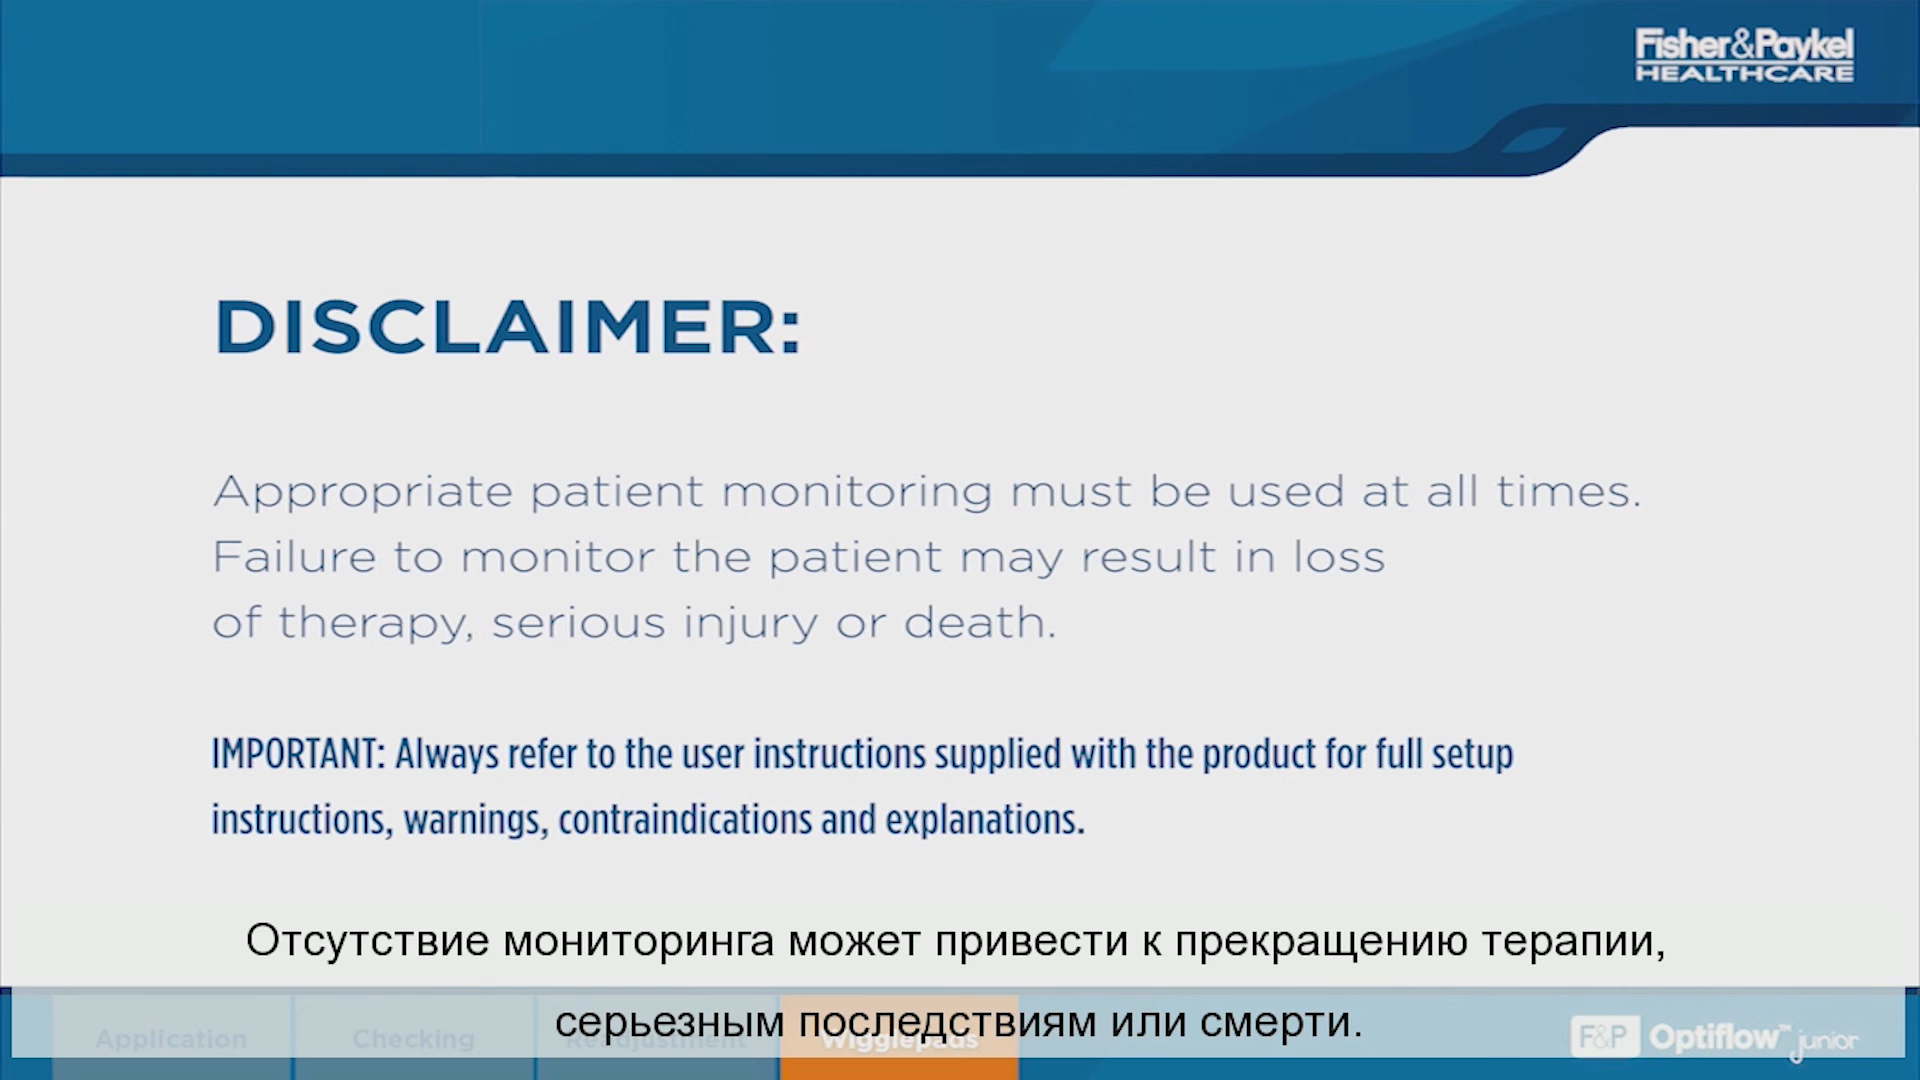 Fisher&Paykel
HEALTHCARE
DISCLAIMER:
Appropriate patient monitoring must be used at all times.
Failure to monitor the patient may result in loss
of therapy, serious injury or death.
IMPORTANT: Always refer to the user instructions supplied with the product for full setup
instructions, warnings, contraindications and explanations.
Отсутствие мониторинга может привести к прекращению терапии,
серьезным последствиям или смерти.
Application Checking Readjustment Wigglepads F&P Optiflow™ junior